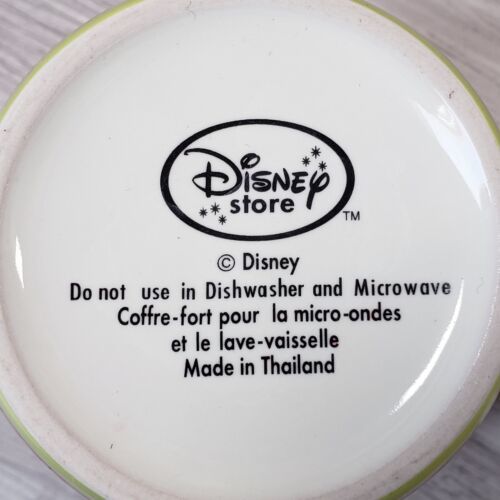 Disney
store
TM
© Disney
Do not use in Dishwasher and Microwave
Coffre-fort pour la micro-ondes
et le lave-vaisselle
Made in Thailand